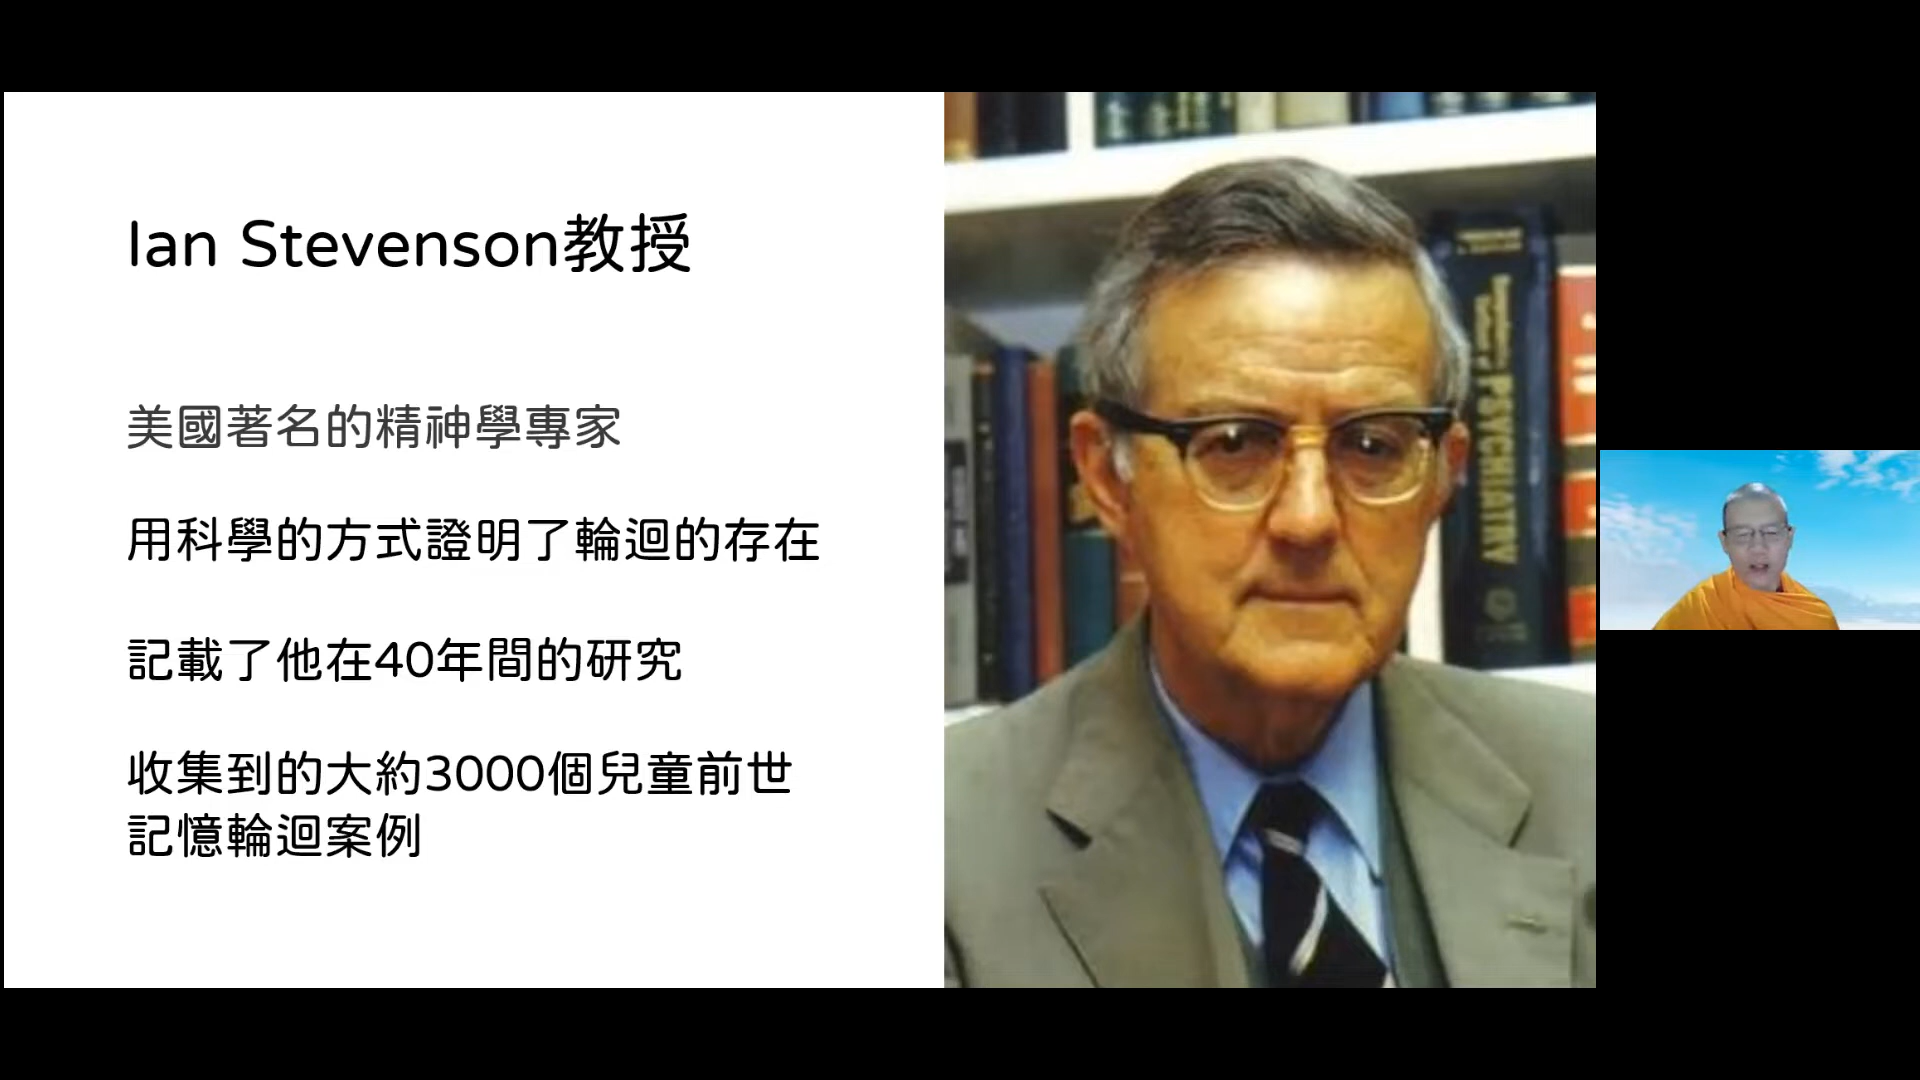 Ian Stevenson教授
美國著名的精神學專家
用科學的方式證明了輪迴的存在
記載了他在40年間的研究
收集到的大約3000個兒童前世
記憶輪迴案例
PSYCHIATRY